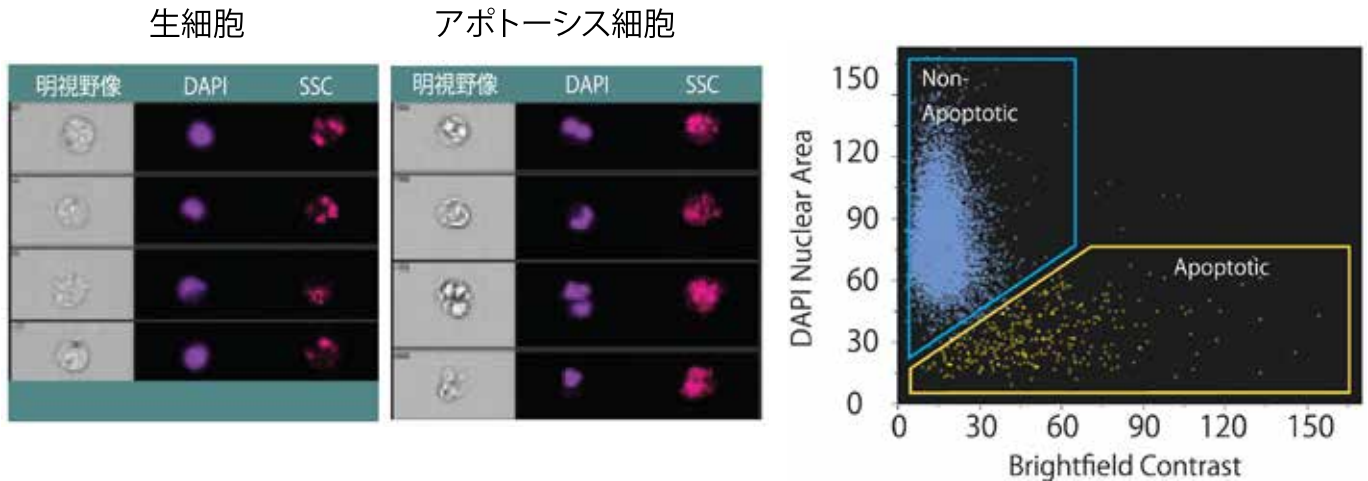 生細胞
アポトーシス細胞
明視野像 DAPI SSC
明視野像 DAPI SSC
Non-
Apoptotic
Apoptotic
DAPI Nuclear Area
150
120
90
60
30
0
0 30 60 90 120 150
Brightfield Contrast